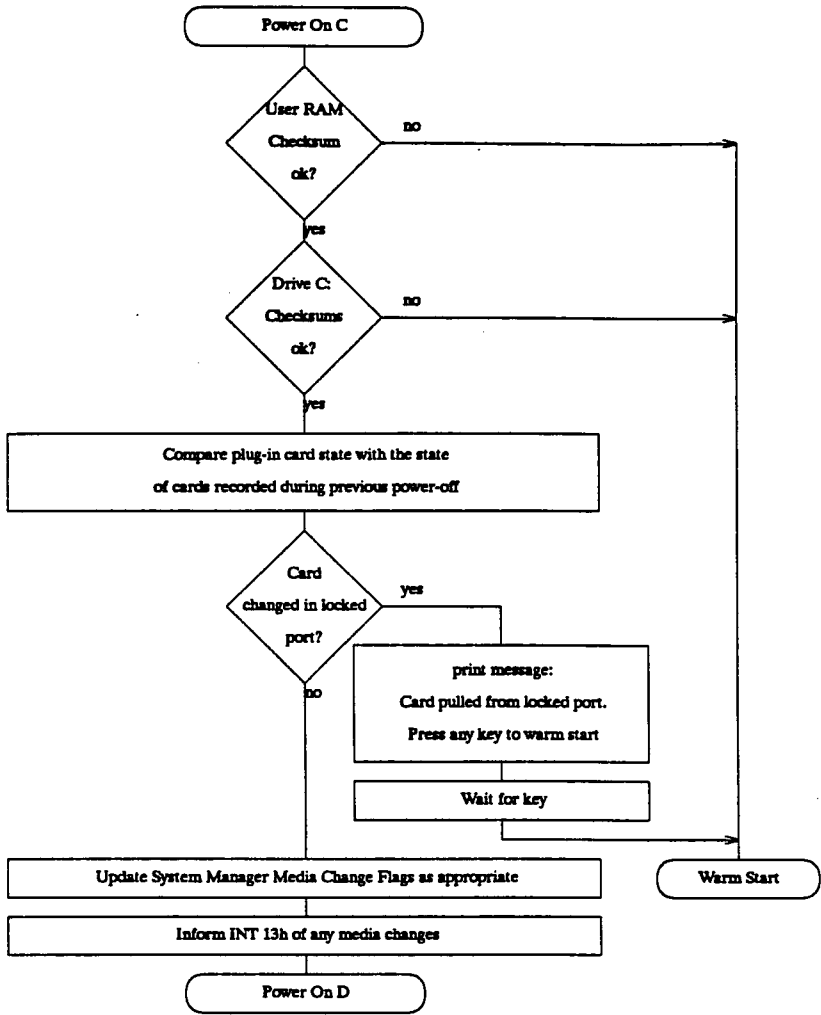 Power On C
User RAM
Checksum
ok?
no
yes
Drive C:
Checksums
ok?
no
yes
Compare plug-in card state with the state
of cards recorded during previous power-off
Card
changed in locked
port?
yes
no
print message:
Card pulled from locked port.
Press any key to warm start
Wait for key
Update System Manager Media Change Flags as appropriate
Warm Start
Inform INT 13h of any media changes
Power On D